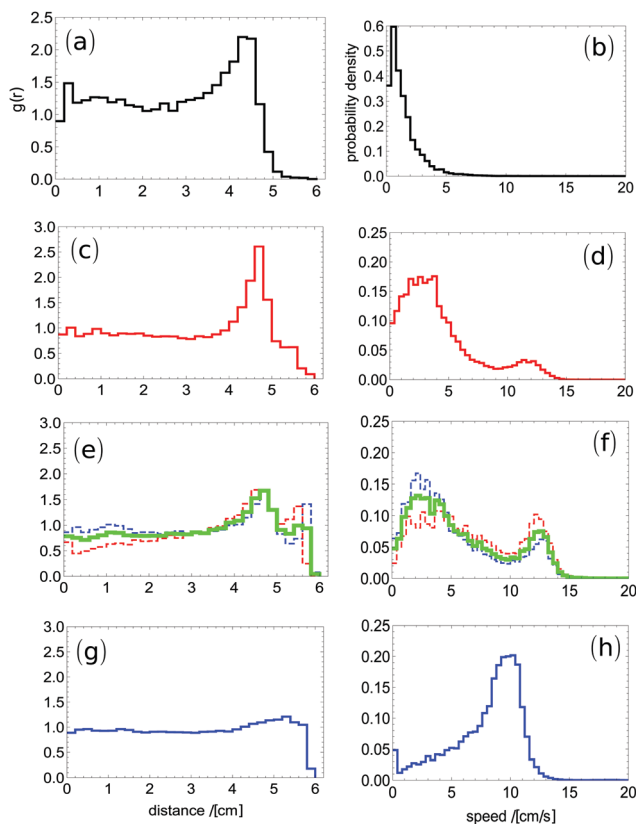 (a)
g(r)
2.5
2.0
1.5
1.0
0.5
0.0
0 1 2 3 4 5 6
(b)
probability density
0.6
0.5
0.4
0.3
0.2
0.1
0.0
0 5 10 15 20
(c)
3.0
2.5
2.0
1.5
1.0
0.5
0.0
0 1 2 3 4 5 6
(d)
0.25
0.20
0.15
0.10
0.05
0.00
0 5 10 15 20
(e)
3.0
2.5
2.0
1.5
1.0
0.5
0.0
0 1 2 3 4 5 6
(f)
0.25
0.20
0.15
0.10
0.05
0.00
0 5 10 15 20
(g)
3.0
2.5
2.0
1.5
1.0
0.5
0.0
0 1 2 3 4 5 6
distance /[cm]
(h)
0.25
0.20
0.15
0.10
0.05
0.00
0 5 10 15 20
speed /[cm/s]